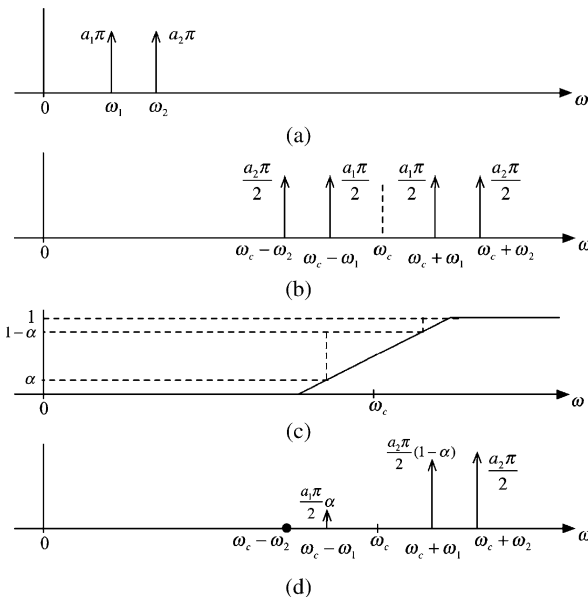 a₁π a₂π
0 ω₁ ω₂ ω
(a)
a₂π/2 a₁π/2 a₁π/2 a₂π/2
0 ω_c − ω₂ ω_c − ω₁ ω_c ω_c + ω₁ ω_c + ω₂ ω
(b)
1
1−α
α
0 ω_c ω
(c)
a₁π/2 α a₂π/2 (1−α) a₂π/2
0 ω_c − ω₂ ω_c − ω₁ ω_c ω_c + ω₁ ω_c + ω₂ ω
(d)